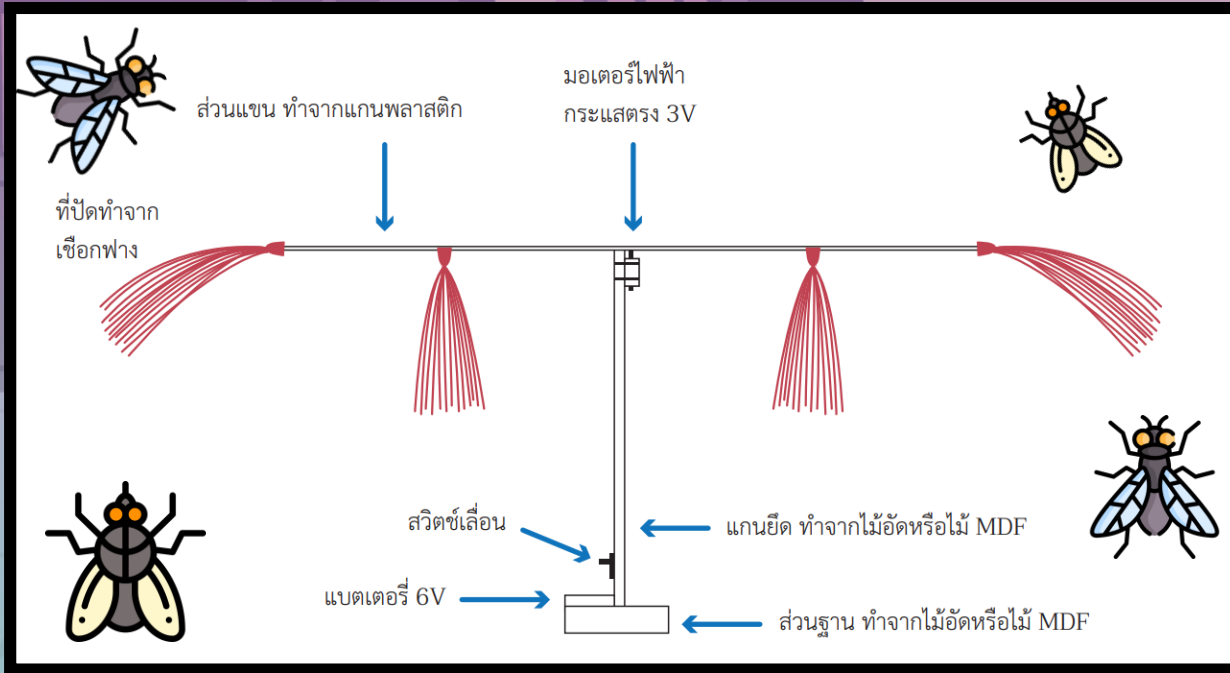 มอเตอร์ไฟฟ้า
กระแสตรง 3V
ส่วนแขน ทำจากแกนพลาสติก
ที่ปัดทำจาก
เชือกฟาง
สวิตช์เลื่อน
แกนยึด ทำจากไม้อัดหรือไม้ MDF
แบตเตอรี่ 6V
ส่วนฐาน ทำจากไม้อัดหรือไม้ MDF